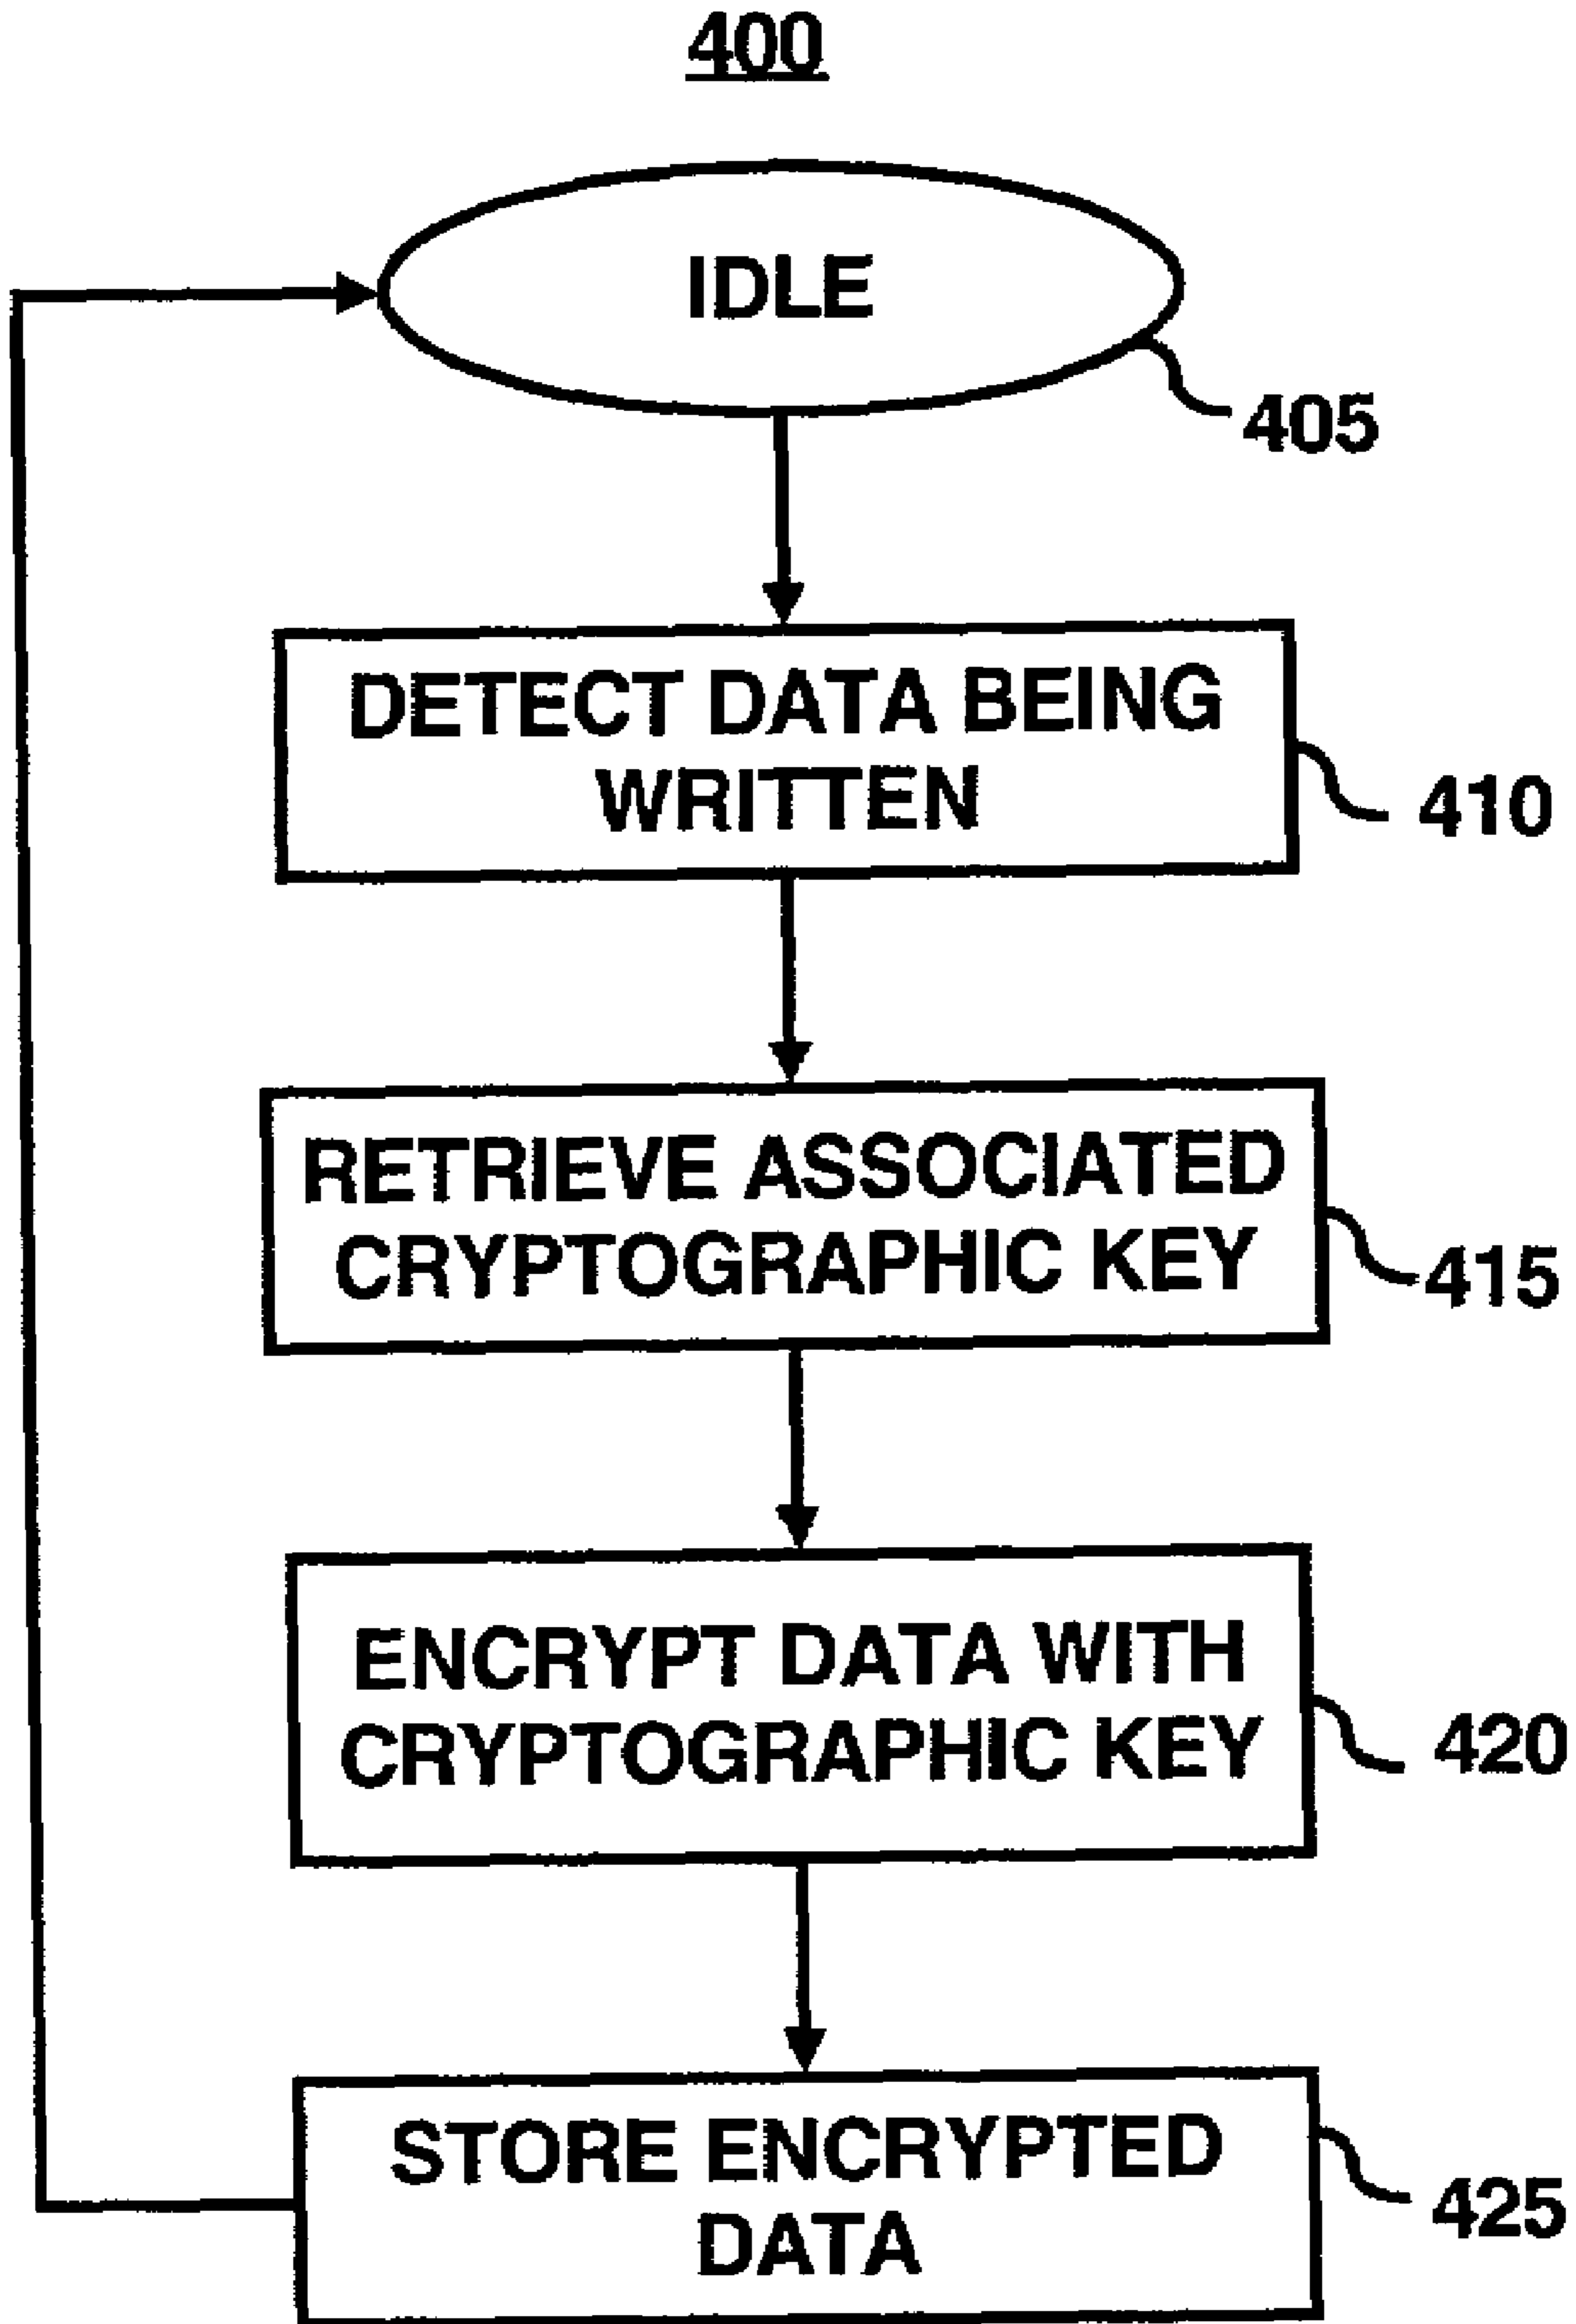 400
IDLE
405
DETECT DATA BEING
WRITTEN
410
RETRIEVE ASSOCIATED
CRYPTOGRAPHIC KEY
415
ENCRYPT DATA WITH
CRYPTOGRAPHIC KEY
420
STORE ENCRYPTED
DATA
425